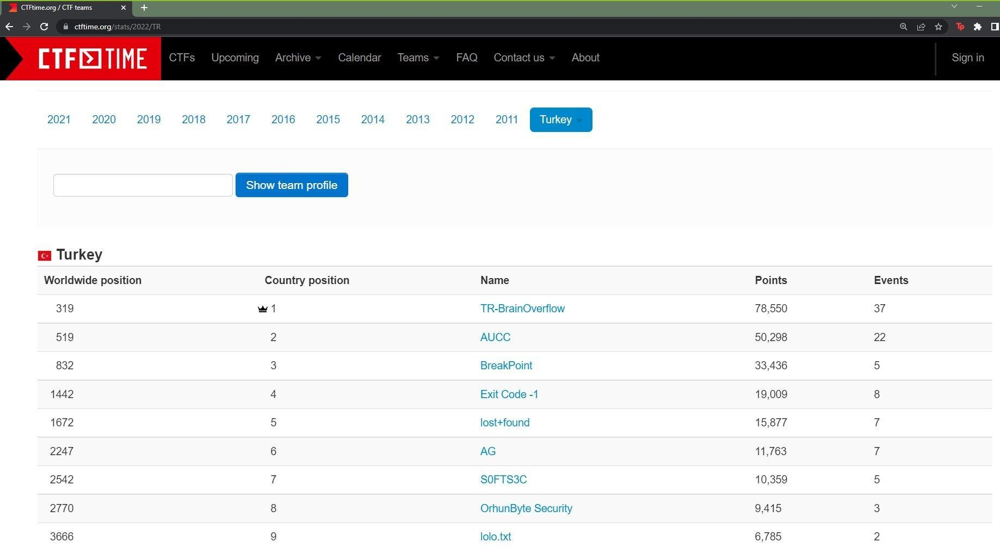 CTFtime.org / CTF teams
ctftime.org/stats/2022/TR
Tp
CTF TIME CTFs Upcoming Archive Calendar Teams FAQ Contact us About Sign in
2021 2020 2019 2018 2017 2016 2015 2014 2013 2012 2011 Turkey
Show team profile
Turkey
Worldwide position Country position Name Points Events
319 1 TR-BrainOverflow 78,550 37
519 2 AUCC 50,298 22
832 3 BreakPoint 33,436 5
1442 4 Exit Code -1 19,009 8
1672 5 lost+found 15,877 7
2247 6 AG 11,763 7
2542 7 S0FTS3C 10,359 5
2770 8 OrhunByte Security 9,415 3
3666 9 lolo.txt 6,785 2